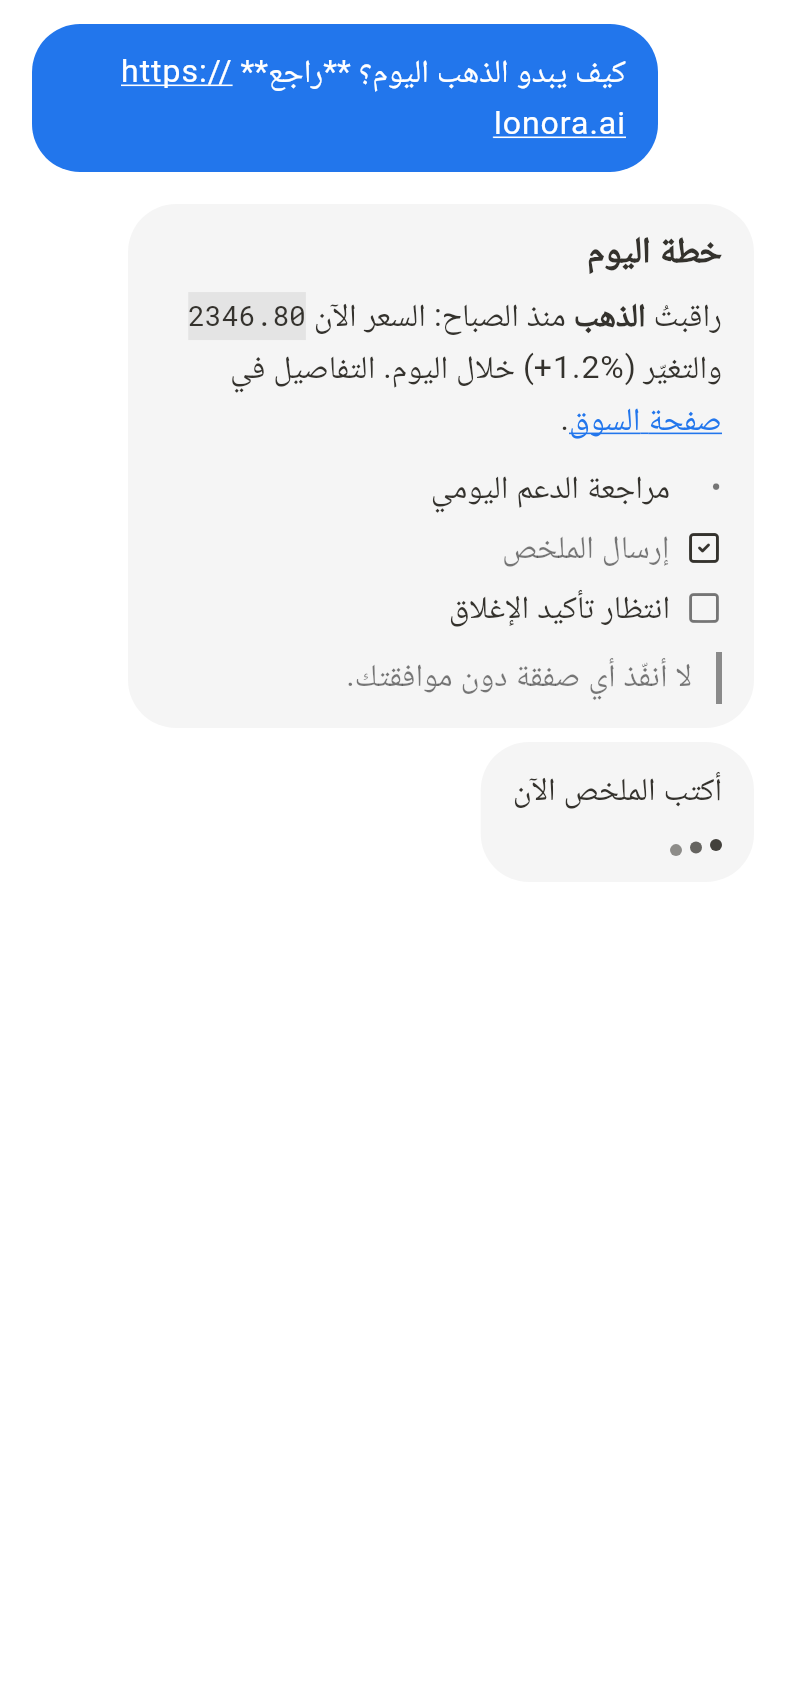 كيف يبدو الذهب اليوم؟ **راجع** https://
lonora.ai
خطة اليوم
راقبتُ الذهب منذ الصباح: السعر الآن 2346.80
والتغيّر (+1.2%) خلال اليوم. التفاصيل في
صفحة السوق.
• مراجعة الدعم اليومي
إرسال الملخص
انتظار تأكيد الإغلاق
لا أنفّذ أي صفقة دون موافقتك.
أكتب الملخص الآن